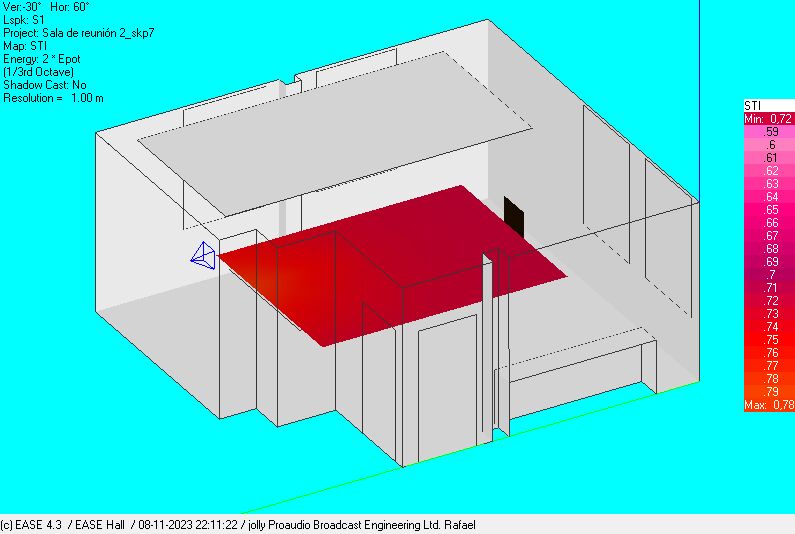 Ver:-30° Hor: 60°
Lspk: S1
Project: Sala de reunión 2_skp7
Map: STI
Energy: 2 * Epot
(1/3rd Octave)
Shadow Cast: No
Resolution = 1.00 m
STI
Min: 0,72
.59
.6
.61
.62
.63
.64
.65
.66
.67
.68
.69
.7
.71
.72
.73
.74
.75
.76
.77
.78
.79
Max: 0,78
(c) EASE 4.3 / EASE Hall / 08-11-2023 22:11:22 / jolly Proaudio Broadcast Engineering Ltd. Rafael